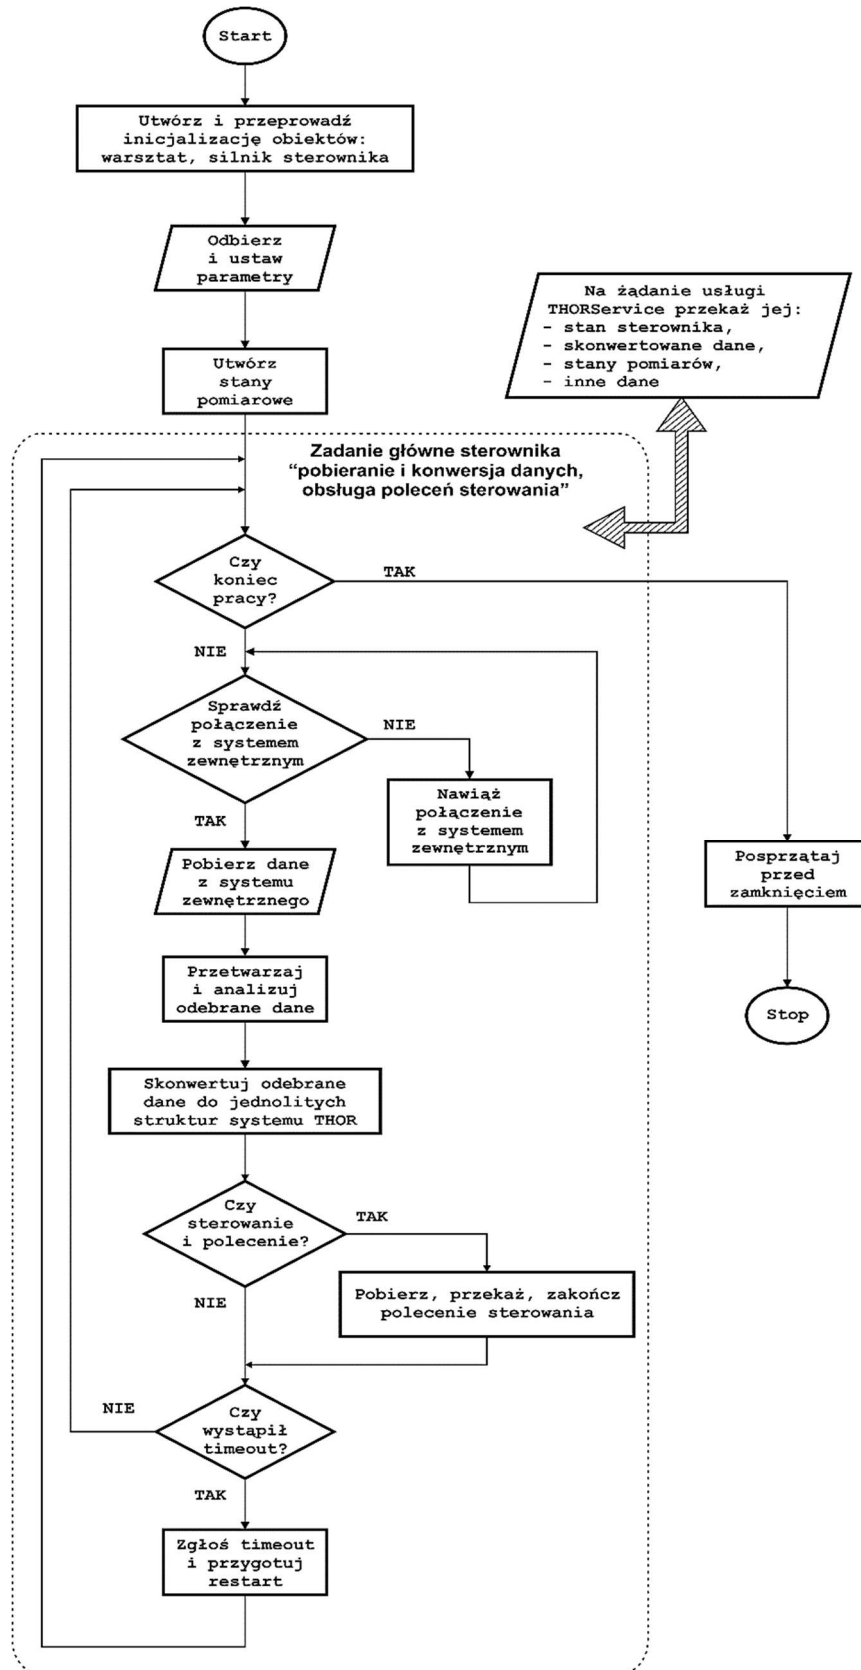 Start
Utwórz i przeprowadź
inicjalizację obiektów:
warsztat, silnik sterownika
Odbierz
i ustaw
parametry
Na żądanie usługi
THORService przekaż jej:
- stan sterownika,
- skonwertowane dane,
- stany pomiarów,
- inne dane
Utwórz
stany
pomiarowe
Zadanie główne sterownika
“pobieranie i konwersja danych,
obsługa poleceń sterowania”
Czy
koniec
pracy?
TAK
NIE
Sprawdź
połączenie
z systemem
zewnętrznym
NIE
Nawiąż
połączenie
z systemem
zewnętrznym
TAK
Pobierz dane
z systemu
zewnętrznego
Posprzątaj
przed
zamknięciem
Przetwarzaj
i analizuj
odebrane dane
Stop
Skonwertuj odebrane
dane do jednolitych
struktur systemu THOR
Czy
sterowanie
i polecenie?
TAK
Pobierz, przekaż, zakończ
polecenie sterowania
NIE
Czy
wystąpił
timeout?
NIE
TAK
Zgłoś timeout
i przygotuj
restart